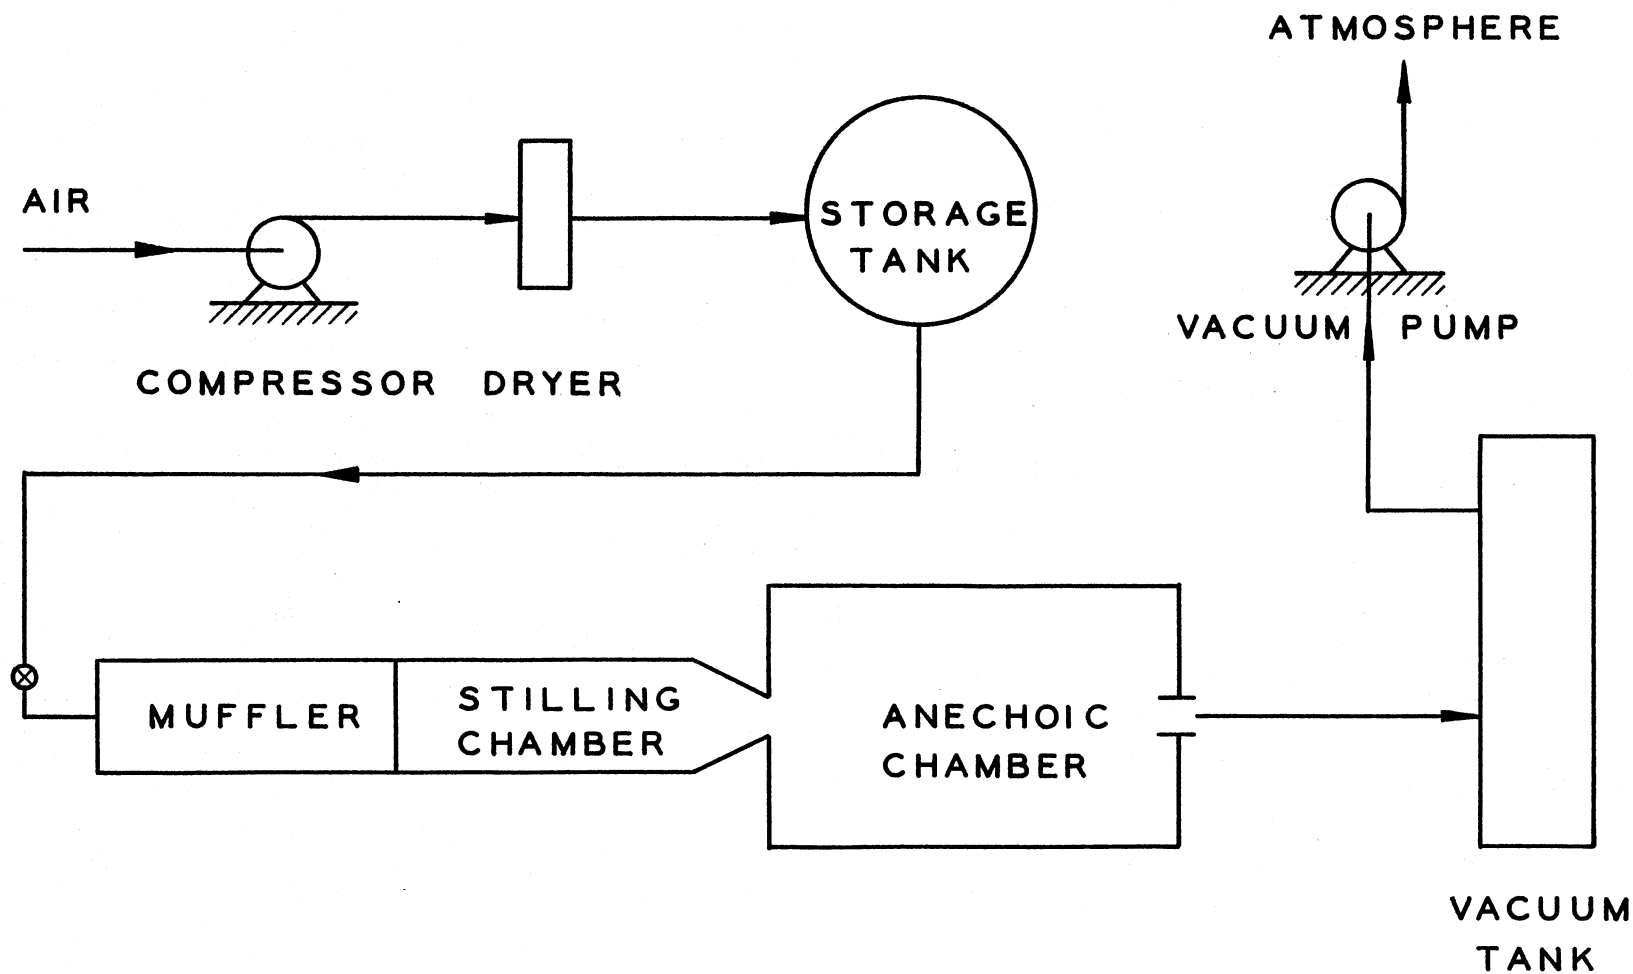 ATMOSPHERE
AIR
STORAGE
TANK
VACUUM PUMP
COMPRESSOR DRYER
MUFFLER
STILLING
CHAMBER
ANECHOIC
CHAMBER
VACUUM
TANK